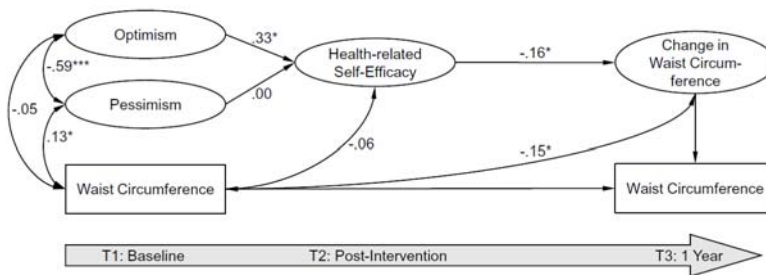 Optimism
.33*
Health-related
Self-Efficacy
-.16*
Change in
Waist Circum-
ference
-.59***
-.05
Pessimism
.00
.13*
-.06
-.15*
Waist Circumference
Waist Circumference
T1: Baseline
T2: Post-Intervention
T3: 1 Year